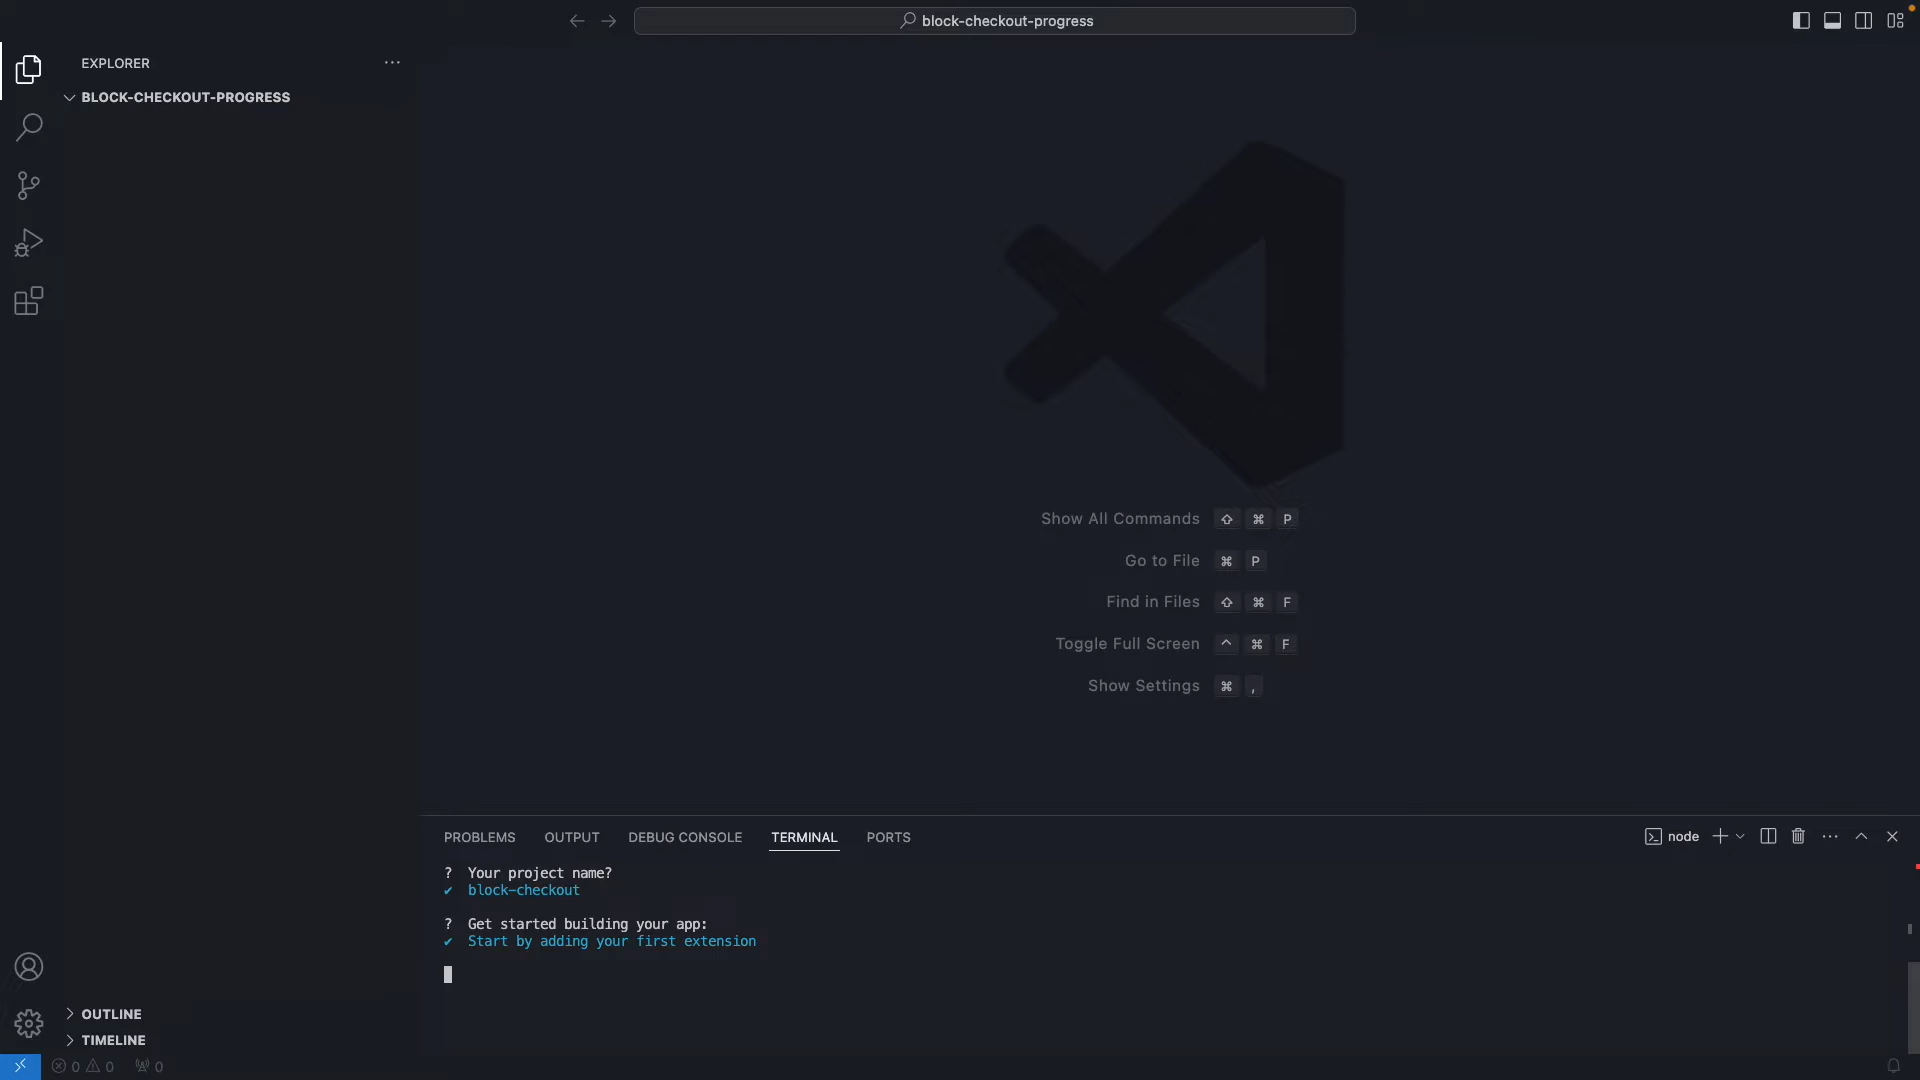 block-checkout-progress
EXPLORER
BLOCK-CHECKOUT-PROGRESS
Show All Commands ⇧ ⌘ P
Go to File ⌘ P
Find in Files ⇧ ⌘ F
Toggle Full Screen ^ ⌘ F
Show Settings ⌘ ,
PROBLEMS OUTPUT DEBUG CONSOLE TERMINAL PORTS
node
? Your project name?
✔ block-checkout
? Get started building your app:
✔ Start by adding your first extension
OUTLINE
TIMELINE
0 0 0